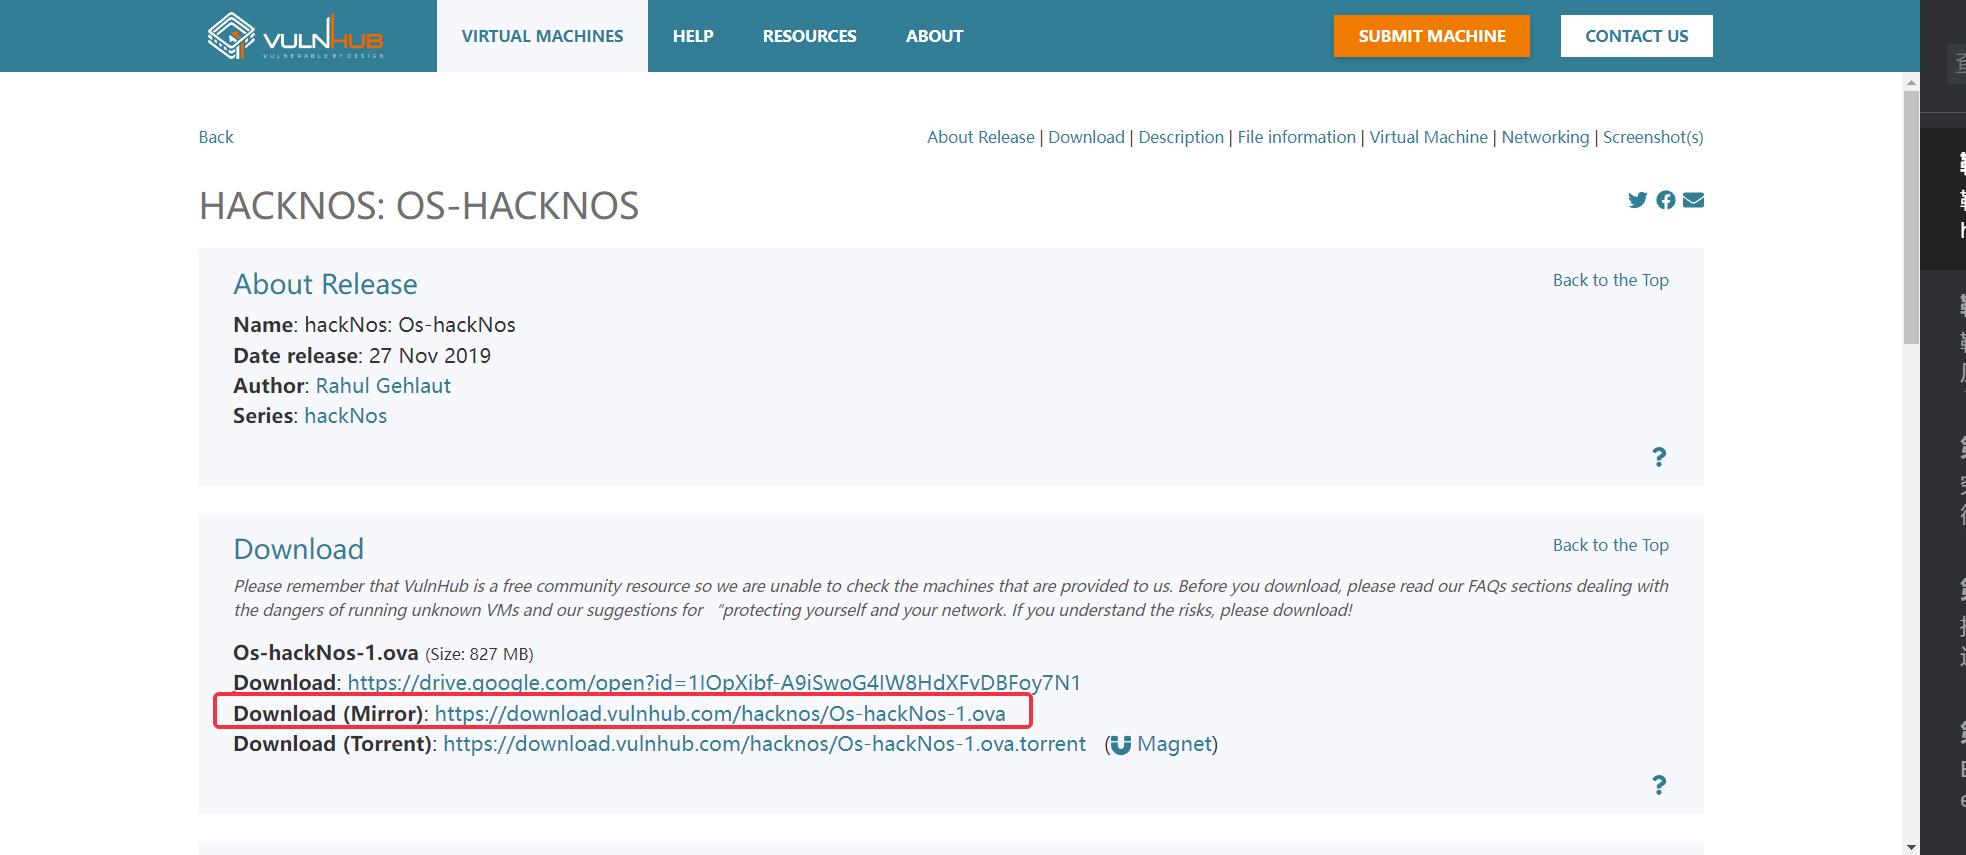 VULNHUB
VULNERABLE BY DESIGN
VIRTUAL MACHINES
HELP
RESOURCES
ABOUT
SUBMIT MACHINE
CONTACT US
Back
About Release | Download | Description | File information | Virtual Machine | Networking | Screenshot(s)
HACKNOS: OS-HACKNOS
About Release
Back to the Top
Name: hackNos: Os-hackNos
Date release: 27 Nov 2019
Author: Rahul Gehlaut
Series: hackNos
?
Download
Back to the Top
Please remember that VulnHub is a free community resource so we are unable to check the machines that are provided to us. Before you download, please read our FAQs sections dealing with
the dangers of running unknown VMs and our suggestions for “protecting yourself and your network. If you understand the risks, please download!
Os-hackNos-1.ova (Size: 827 MB)
Download: https://drive.google.com/open?id=1IOpXibf-A9iSwoG4IW8HdXFvDBFoy7N1
Download (Mirror): https://download.vulnhub.com/hacknos/Os-hackNos-1.ova
Download (Torrent): https://download.vulnhub.com/hacknos/Os-hackNos-1.ova.torrent (Magnet)
?